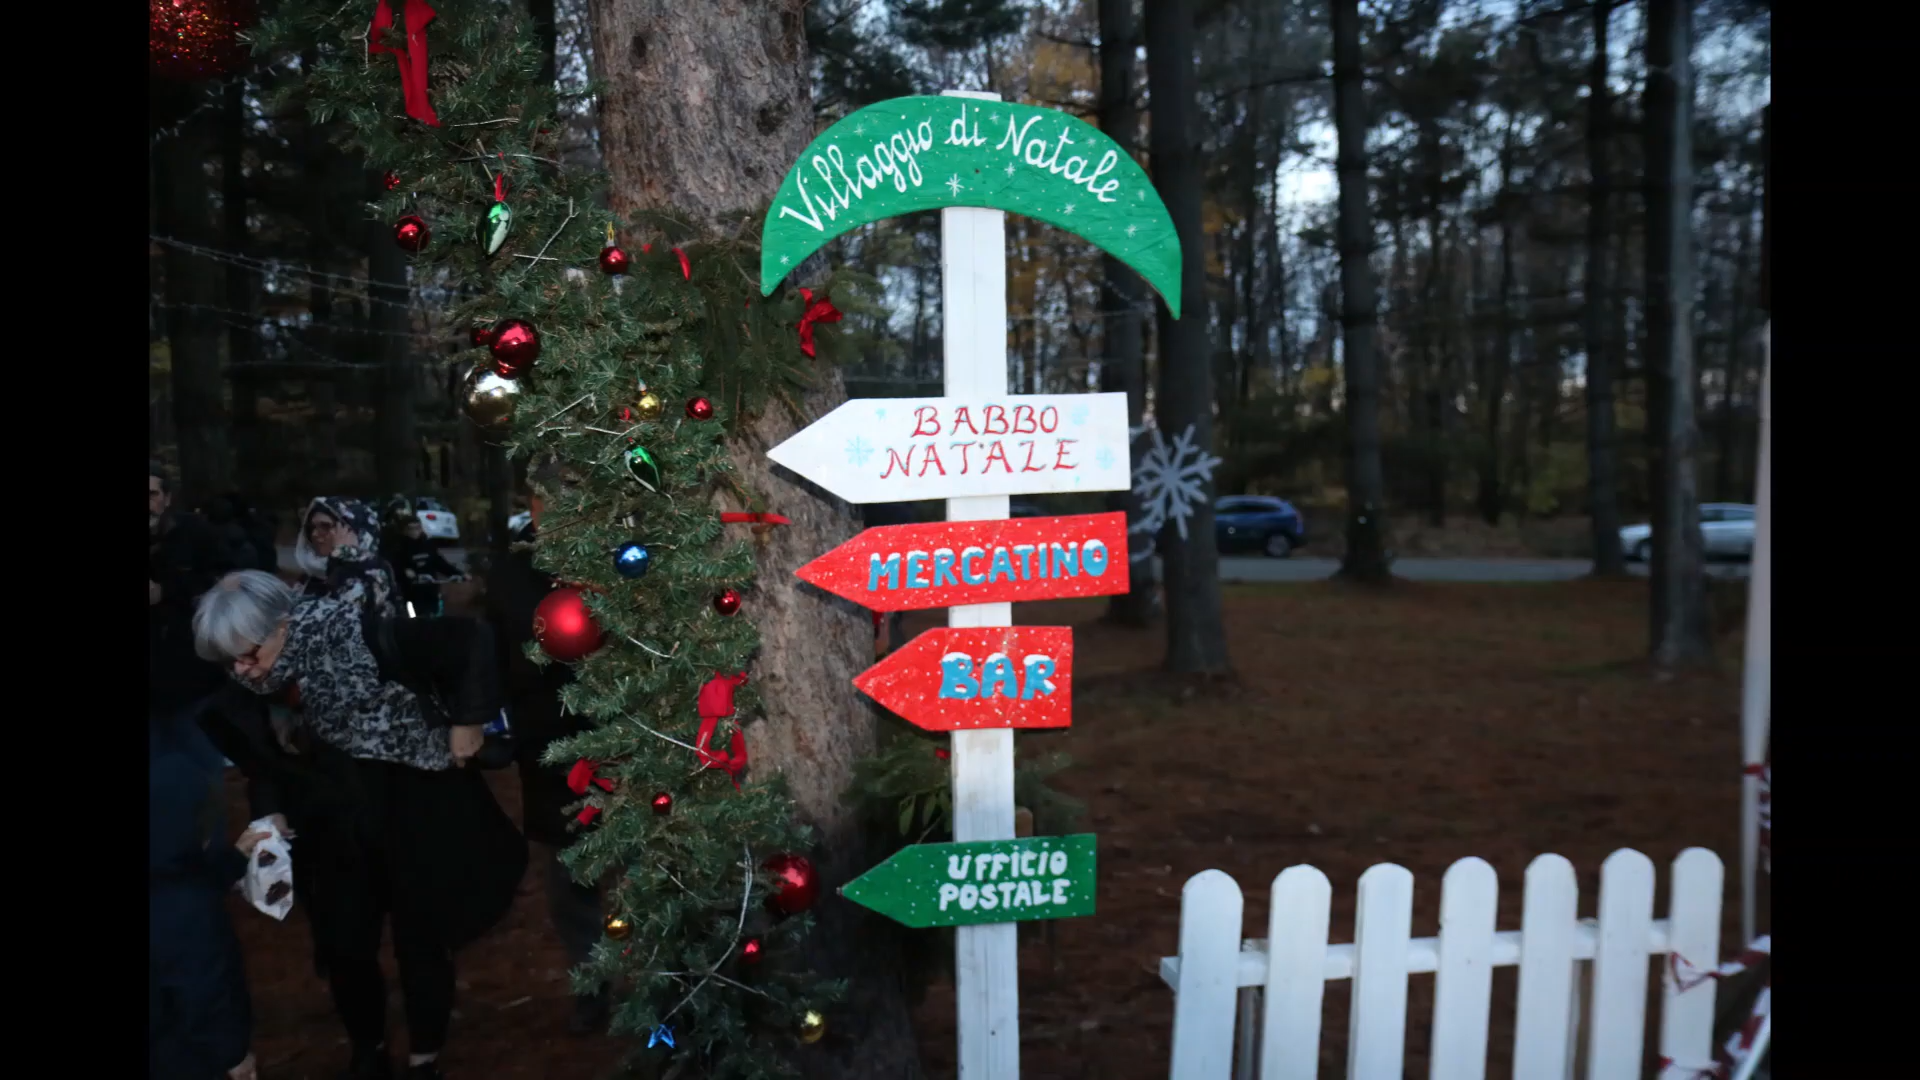 Villaggio di Natale
BABBO
NATALE
MERCATINO
BAR
UFFICIO
POSTALE